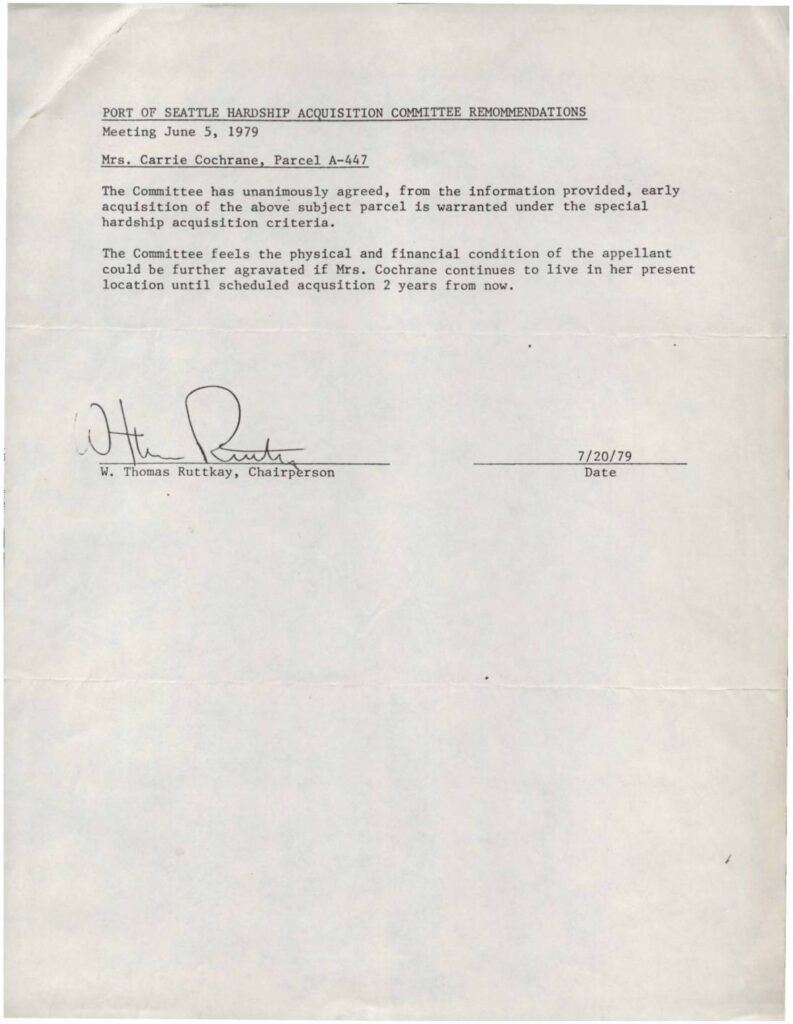 PORT OF SEATTLE HARDSHIP ACQUISITION COMMITTEE REMOMMENDATIONS
Meeting June 5, 1979
Mrs. Carrie Cochrane, Parcel A-447
The Committee has unanimously agreed, from the information provided, early
acquisition of the above subject parcel is warranted under the special
hardship acquisition criteria.
The Committee feels the physical and financial condition of the appellant
could be further agravated if Mrs. Cochrane continues to live in her present
location until scheduled acqusition 2 years from now.
W. Thomas Ruttkay, Chairperson
7/20/79
Date